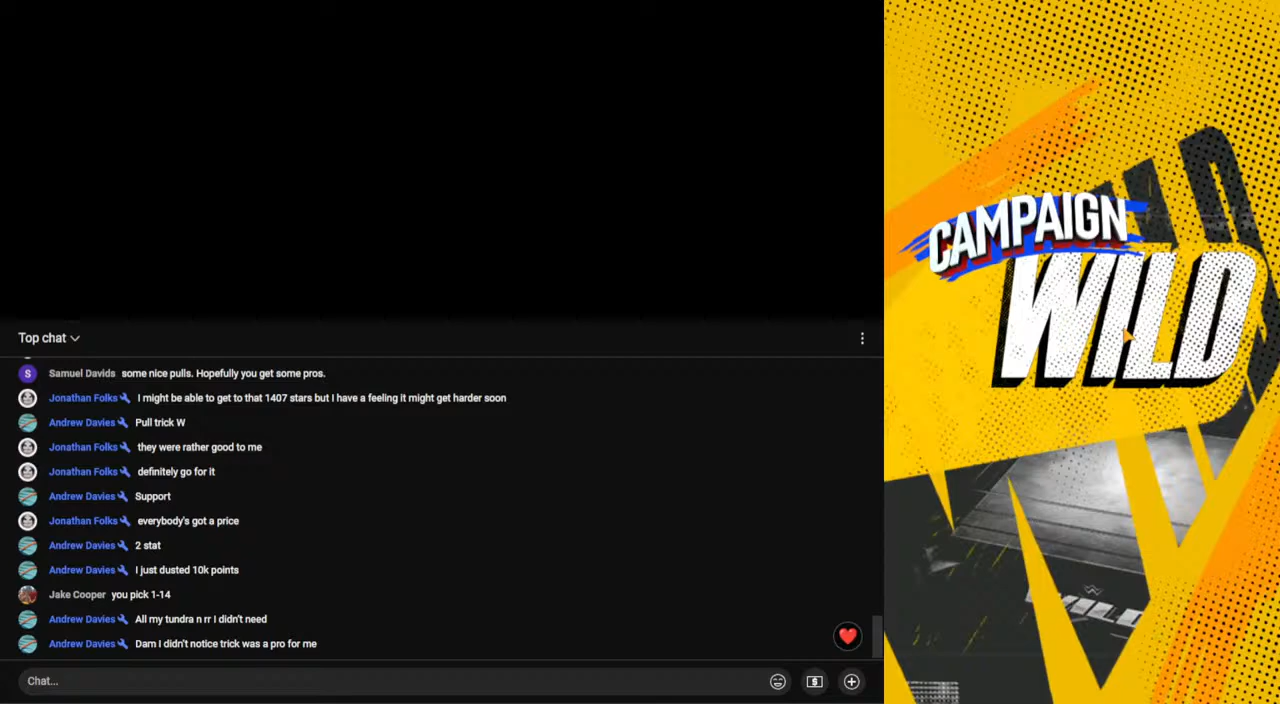 Top chat
S Samuel Davids some nice pulls. Hopefully you get some pros.
Jonathan Folks I might be able to get to that 1407 stars but I have a feeling it might get harder soon
Andrew Davies Pull trick W
Jonathan Folks they were rather good to me
Jonathan Folks definitely go for it
Andrew Davies Support
Jonathan Folks everybody's got a price
Andrew Davies 2 stat
Andrew Davies I just dusted 10k points
Jake Cooper you pick 1-14
Andrew Davies All my tundra n rr I didn't need
Andrew Davies Dam I didn't notice trick was a pro for me
Chat...
CAMPAIGN
WILD
WILD